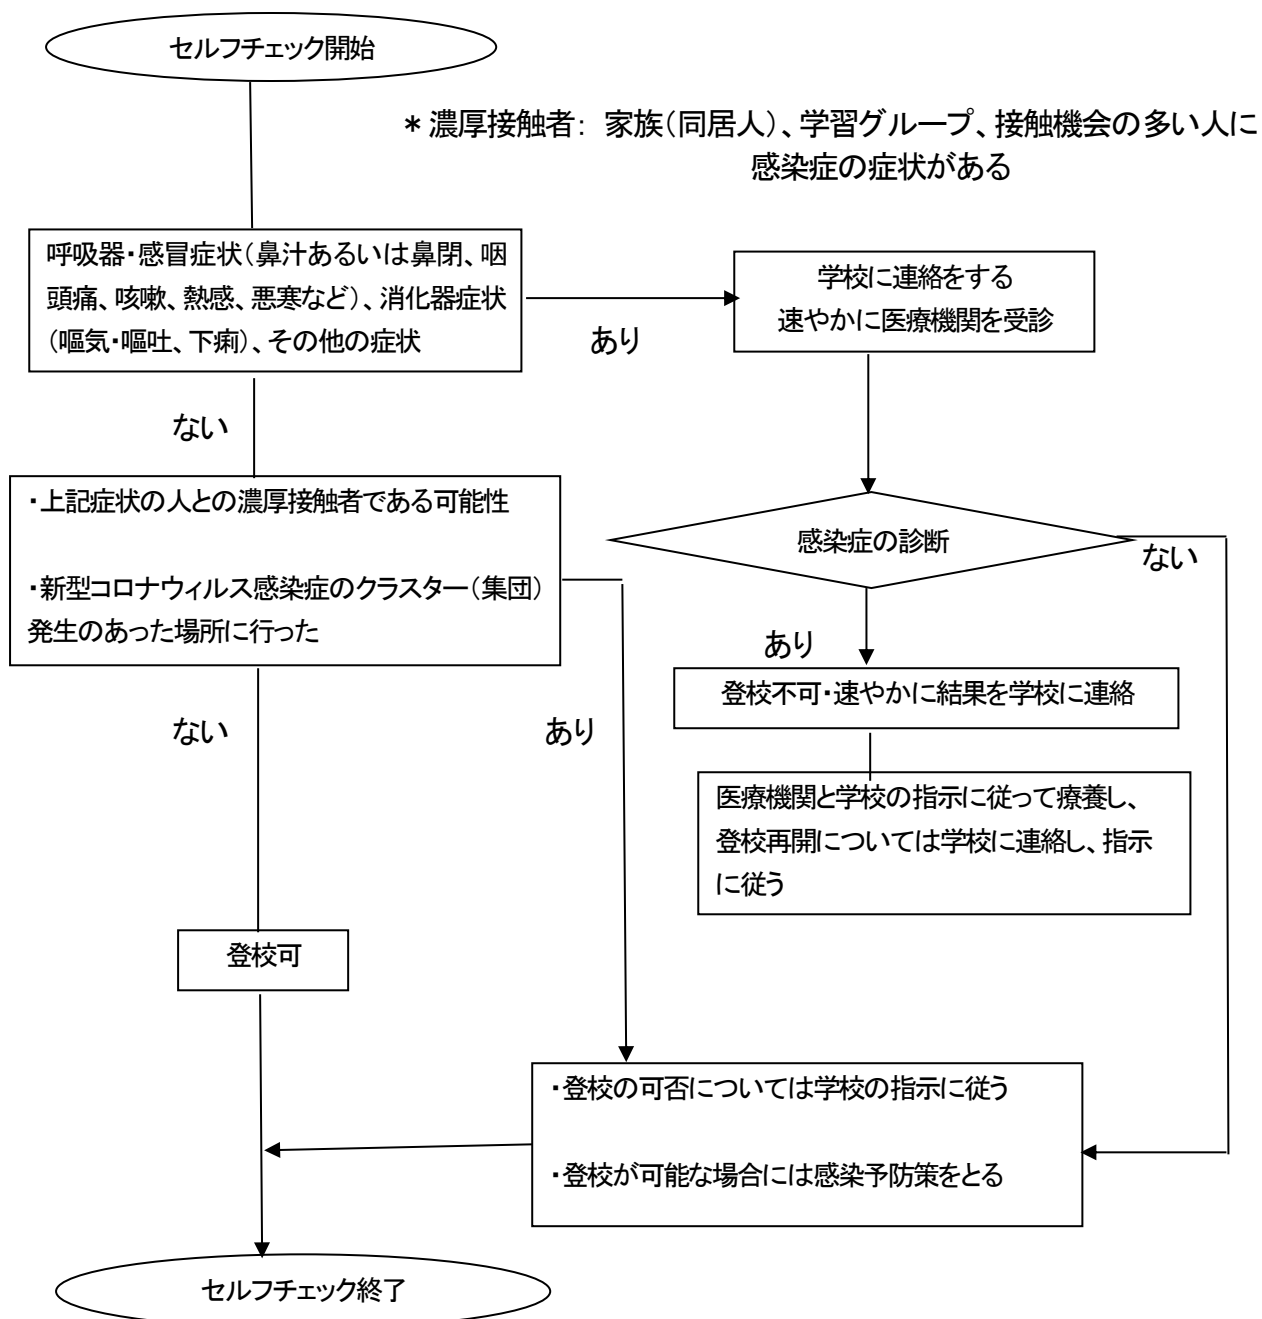 セルフチェック開始
*濃厚接触者: 家族(同居人)、学習グループ、接触機会の多い人に
感染症の症状がある
呼吸器・感冒症状(鼻汁あるいは鼻閉、咽
頭痛、咳嗽、熱感、悪寒など)、消化器症状
(嘔気・嘔吐、下痢)、その他の症状
あり
学校に連絡をする
速やかに医療機関を受診
ない
・上記症状の人との濃厚接触者である可能性
・新型コロナウィルス感染症のクラスター(集団)
発生のあった場所に行った
感染症の診断
ない
あり
登校不可・速やかに結果を学校に連絡
ない
あり
医療機関と学校の指示に従って療養し、
登校再開については学校に連絡し、指示
に従う
登校可
・登校の可否については学校の指示に従う
・登校が可能な場合には感染予防策をとる
セルフチェック終了